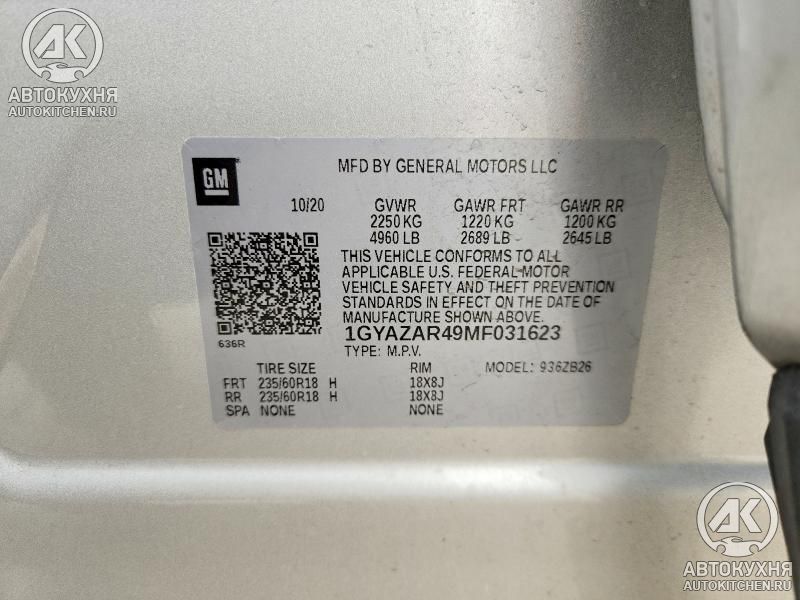 АК
АВТОКУХНЯ
AUTOKITCHEN.RU
GM
MFD BY GENERAL MOTORS LLC
10/20 GVWR GAWR FRT GAWR RR
2250 KG 1220 KG 1200 KG
4960 LB 2689 LB 2645 LB
THIS VEHICLE CONFORMS TO ALL
APPLICABLE U.S. FEDERAL MOTOR
VEHICLE SAFETY AND THEFT PREVENTION
STANDARDS IN EFFECT ON THE DATE OF
MANUFACTURE SHOWN ABOVE.
636R
1GYAZAR49MF031623
TYPE: M.P.V.
TIRE SIZE RIM MODEL: 936ZB26
FRT 235/60R18 H 18X8J
RR 235/60R18 H 18X8J
SPA NONE NONE
АК
АВТОКУХНЯ
AUTOKITCHEN.RU